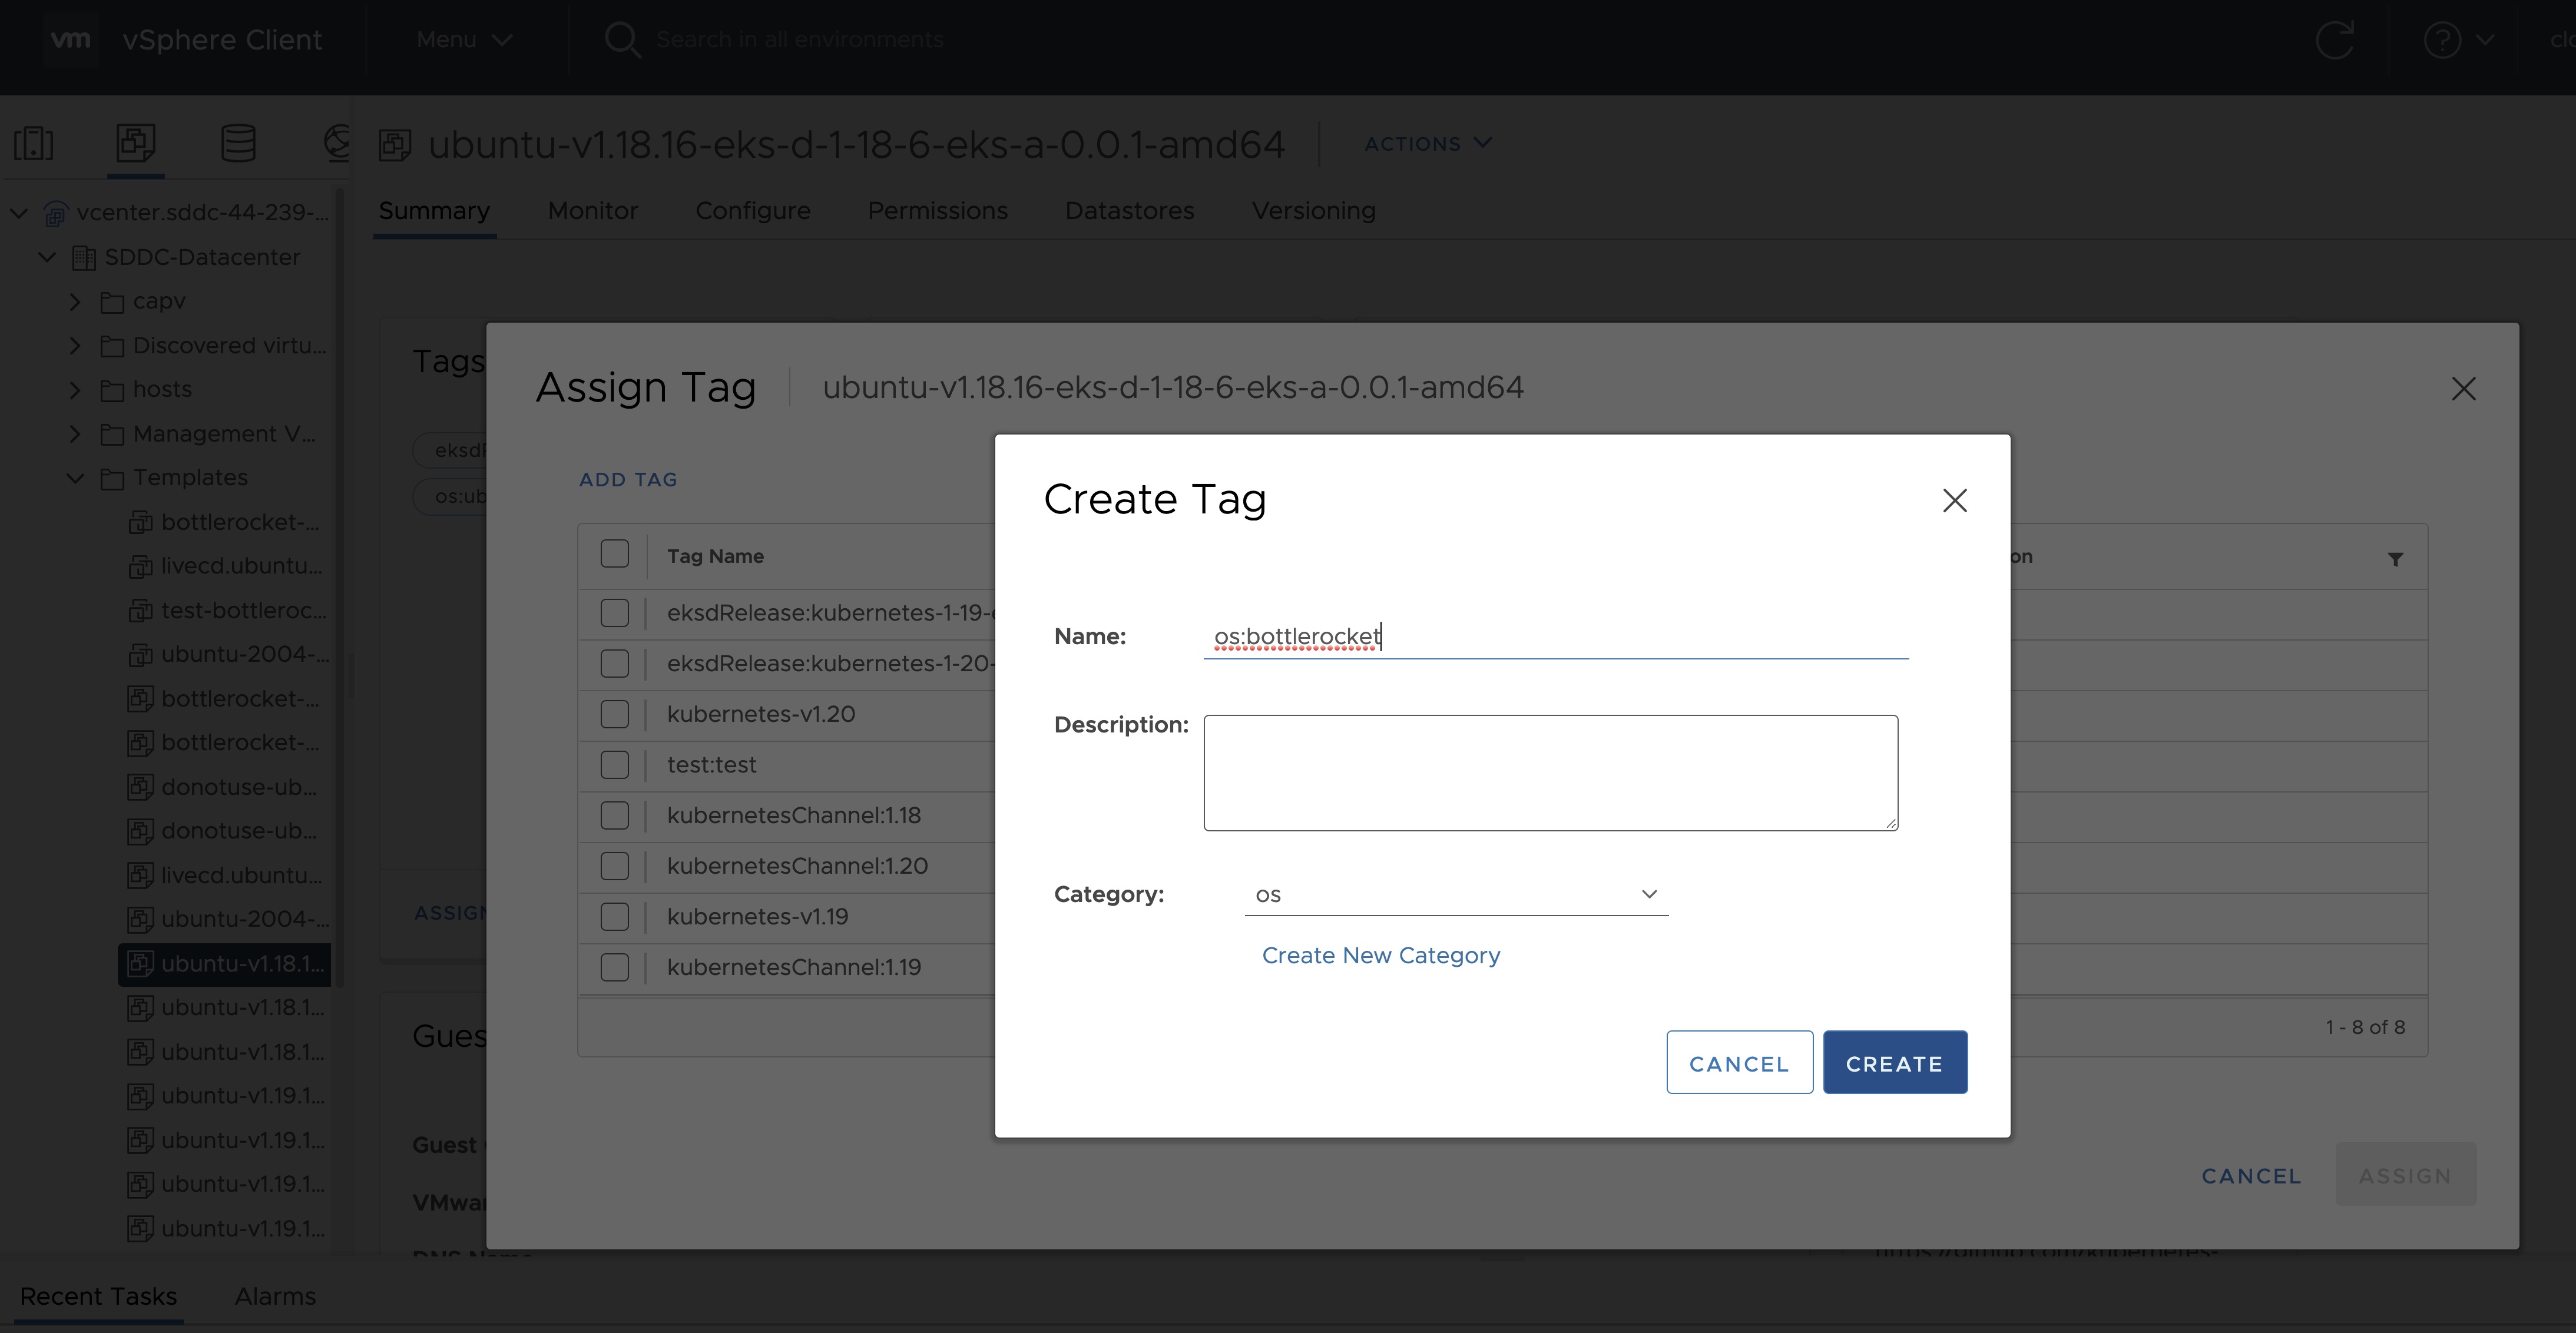 vm vSphere Client Menu Search in all environments
ubuntu-v1.18.16-eks-d-1-18-6-eks-a-0.0.1-amd64 ACTIONS
Summary Monitor Configure Permissions Datastores Versioning
vcenter.sddc-44-239-...
SDDC-Datacenter
capv
Discovered virtu...
hosts
Management V...
Templates
bottlerocket-...
livecd.ubuntu...
test-bottleroc...
ubuntu-2004-...
bottlerocket-...
bottlerocket-...
donotuse-ub...
donotuse-ub...
livecd.ubuntu...
ubuntu-2004-...
ubuntu-v1.18.1...
ubuntu-v1.18.1...
ubuntu-v1.18.1...
ubuntu-v1.19.1...
ubuntu-v1.19.1...
ubuntu-v1.19.1...
ubuntu-v1.19.1...
Tags
os:ub
ASSIGN
Guest
Assign Tag ubuntu-v1.18.16-eks-d-1-18-6-eks-a-0.0.1-amd64
ADD TAG
Tag Name
eksdRelease:kubernetes-1-19-
eksdRelease:kubernetes-1-20-
kubernetes-v1.20
test:test
kubernetesChannel:1.18
kubernetesChannel:1.20
kubernetes-v1.19
kubernetesChannel:1.19
1 - 8 of 8
CANCEL ASSIGN
Create Tag
Name: os:bottlerocket
Description:
Category: os
Create New Category
CANCEL CREATE
Recent Tasks Alarms